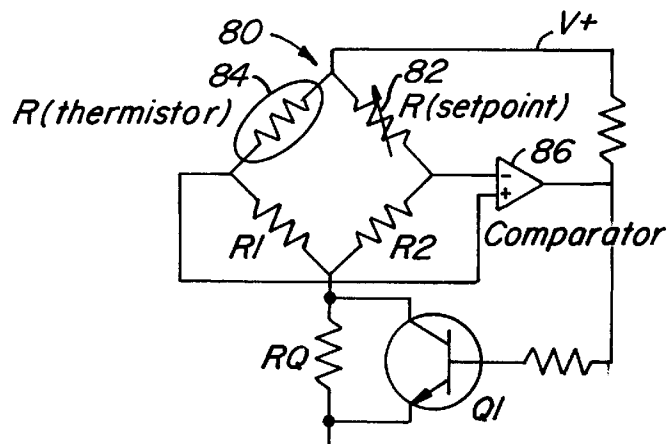 80
V+
84
82
R(thermistor)
R(setpoint)
86
-
+
Comparator
R1
R2
RQ
Q1